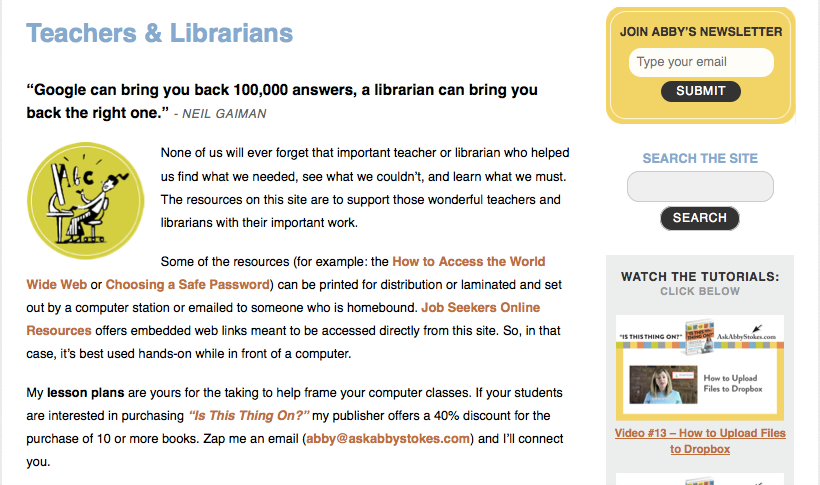 Teachers & Librarians
“Google can bring you back 100,000 answers, a librarian can bring you
back the right one.” - NEIL GAIMAN
ABC
None of us will ever forget that important teacher or librarian who helped
us find what we needed, see what we couldn’t, and learn what we must.
The resources on this site are to support those wonderful teachers and
librarians with their important work.
Some of the resources (for example: the How to Access the World
Wide Web or Choosing a Safe Password) can be printed for distribution or laminated and set
out by a computer station or emailed to someone who is homebound. Job Seekers Online
Resources offers embedded web links meant to be accessed directly from this site. So, in that
case, it’s best used hands-on while in front of a computer.
My lesson plans are yours for the taking to help frame your computer classes. If your students
are interested in purchasing “Is This Thing On?” my publisher offers a 40% discount for the
purchase of 10 or more books. Zap me an email (abby@askabbystokes.com) and I’ll connect
you.
JOIN ABBY’S NEWSLETTER
Type your email
SUBMIT
SEARCH THE SITE
SEARCH
WATCH THE TUTORIALS:
CLICK BELOW
"IS THIS THING ON?" "IS THIS THING ON?" AskAbbyStokes.com
How to Upload
Files to Dropbox
Video #13 – How to Upload Files
to Dropbox
"IS THIS THING ON?" AskAbbyStokes.com